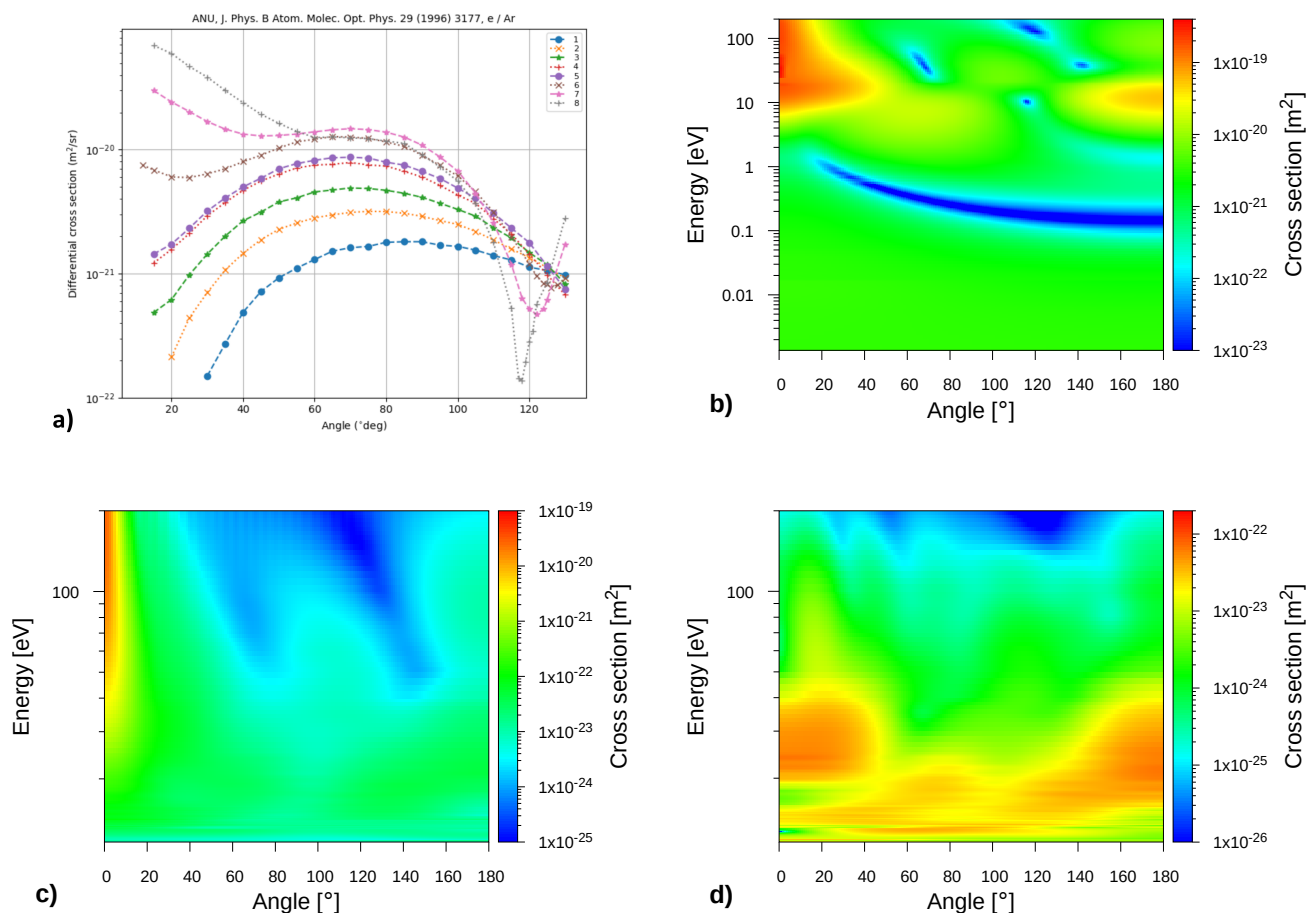 ANU, J. Phys. B Atom. Molec. Opt. Phys. 29 (1996) 3177, e / Ar
Differential cross section (m²/sr)
10⁻²⁰
10⁻²¹
10⁻²²
20 40 60 80 100 120
Angle (°deg)
1
2
3
4
5
6
7
8
a)
Energy [eV]
100
10
1
0.1
0.01
0 20 40 60 80 100 120 140 160 180
Angle [°]
1x10⁻¹⁹
1x10⁻²⁰
1x10⁻²¹
1x10⁻²²
1x10⁻²³
Cross section [m²]
b)
Energy [eV]
100
0 20 40 60 80 100 120 140 160 180
Angle [°]
1x10⁻¹⁹
1x10⁻²⁰
1x10⁻²¹
1x10⁻²²
1x10⁻²³
1x10⁻²⁴
1x10⁻²⁵
Cross section [m²]
c)
Energy [eV]
100
0 20 40 60 80 100 120 140 160 180
Angle [°]
1x10⁻²²
1x10⁻²³
1x10⁻²⁴
1x10⁻²⁵
1x10⁻²⁶
Cross section [m²]
d)